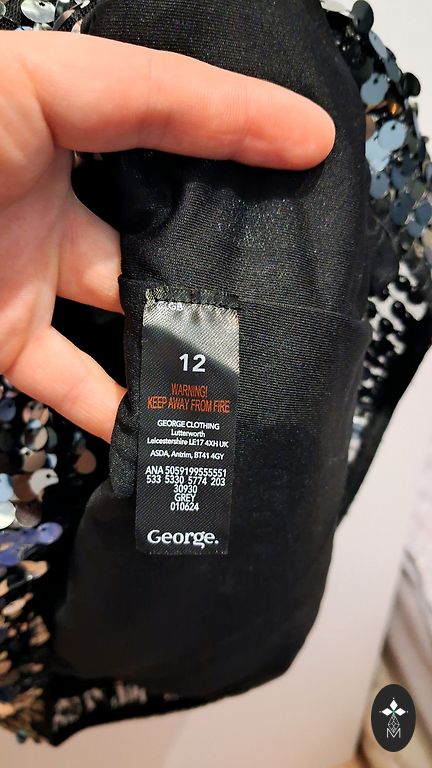 12
WARNING!
KEEP AWAY FROM FIRE
GEORGE CLOTHING
Lutterworth
Leicestershire LE17 4XH UK
ASDA, Antrim, BT41 4GY
ANA 5059199555551
533 5330 5774 203
30930
GREY
010624
George.
M